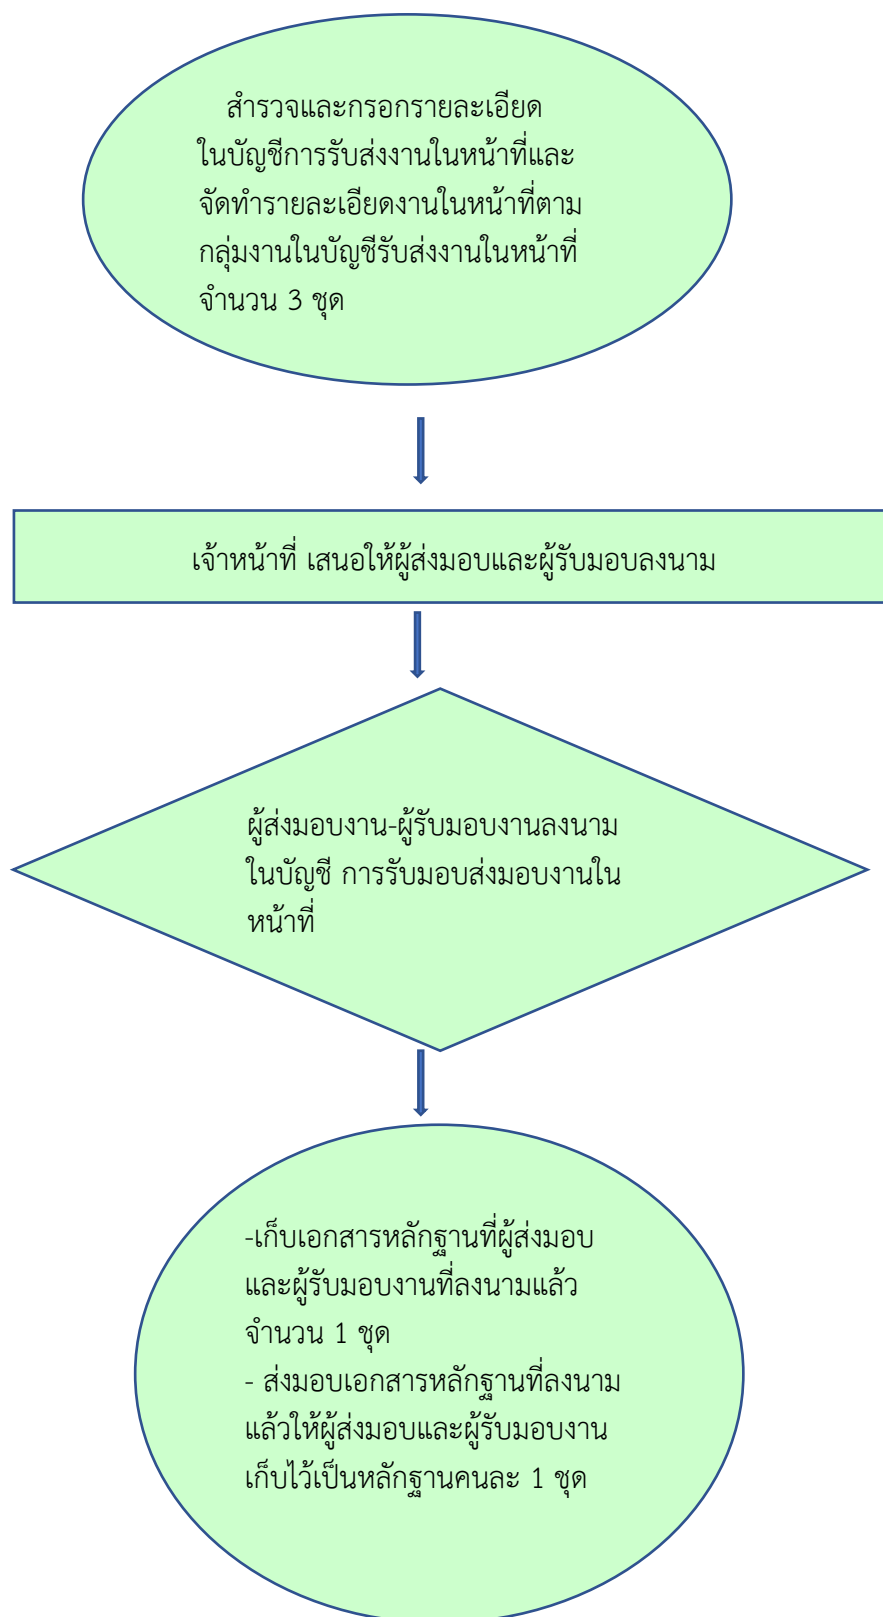 สำรวจและกรอกรายละเอียด
ในบัญชีการรับส่งงานในหน้าที่และ
จัดทำรายละเอียดงานในหน้าที่ตาม
กลุ่มงานในบัญชีรับส่งงานในหน้าที่
จำนวน 3 ชุด
เจ้าหน้าที่ เสนอให้ผู้ส่งมอบและผู้รับมอบลงนาม
ผู้ส่งมอบงาน-ผู้รับมอบงานลงนาม
ในบัญชี การรับมอบส่งมอบงานใน
หน้าที่
-เก็บเอกสารหลักฐานที่ผู้ส่งมอบ
และผู้รับมอบงานที่ลงนามแล้ว
จำนวน 1 ชุด
- ส่งมอบเอกสารหลักฐานที่ลงนาม
แล้วให้ผู้ส่งมอบและผู้รับมอบงาน
เก็บไว้เป็นหลักฐานคนละ 1 ชุด